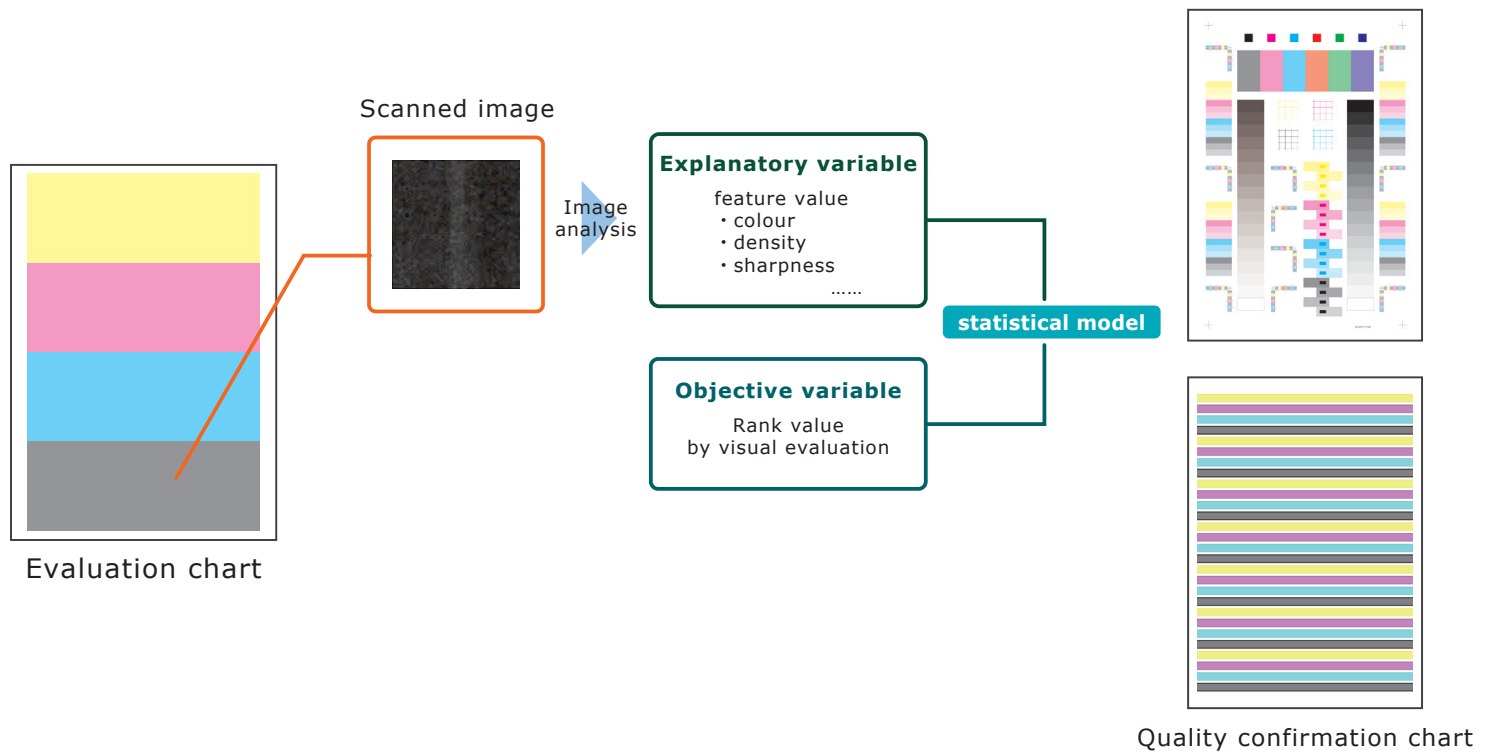 Scanned image
Image
analysis
Explanatory variable
feature value
・colour
・density
・sharpness
……
statistical model
Objective variable
Rank value
by visual evaluation
Evaluation chart
Quality confirmation chart